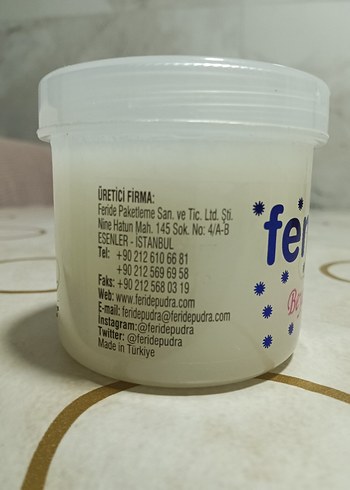 ÜRETİCİ FİRMA:
Feride Paketleme San. ve Tic. Ltd. Şti.
Nine Hatun Mah. 145 Sok. No: 4/A-B
ESENLER - İSTANBUL
Tel: +90 212 610 66 81
+90 212 569 69 58
Faks: +90 212 568 03 19
Web: www.feridepudra.com
E-mail: feridepudra@feridepudra.com
Instagram:@feridepudra
Twitter: @feridepudra
Made in Türkiye
fer